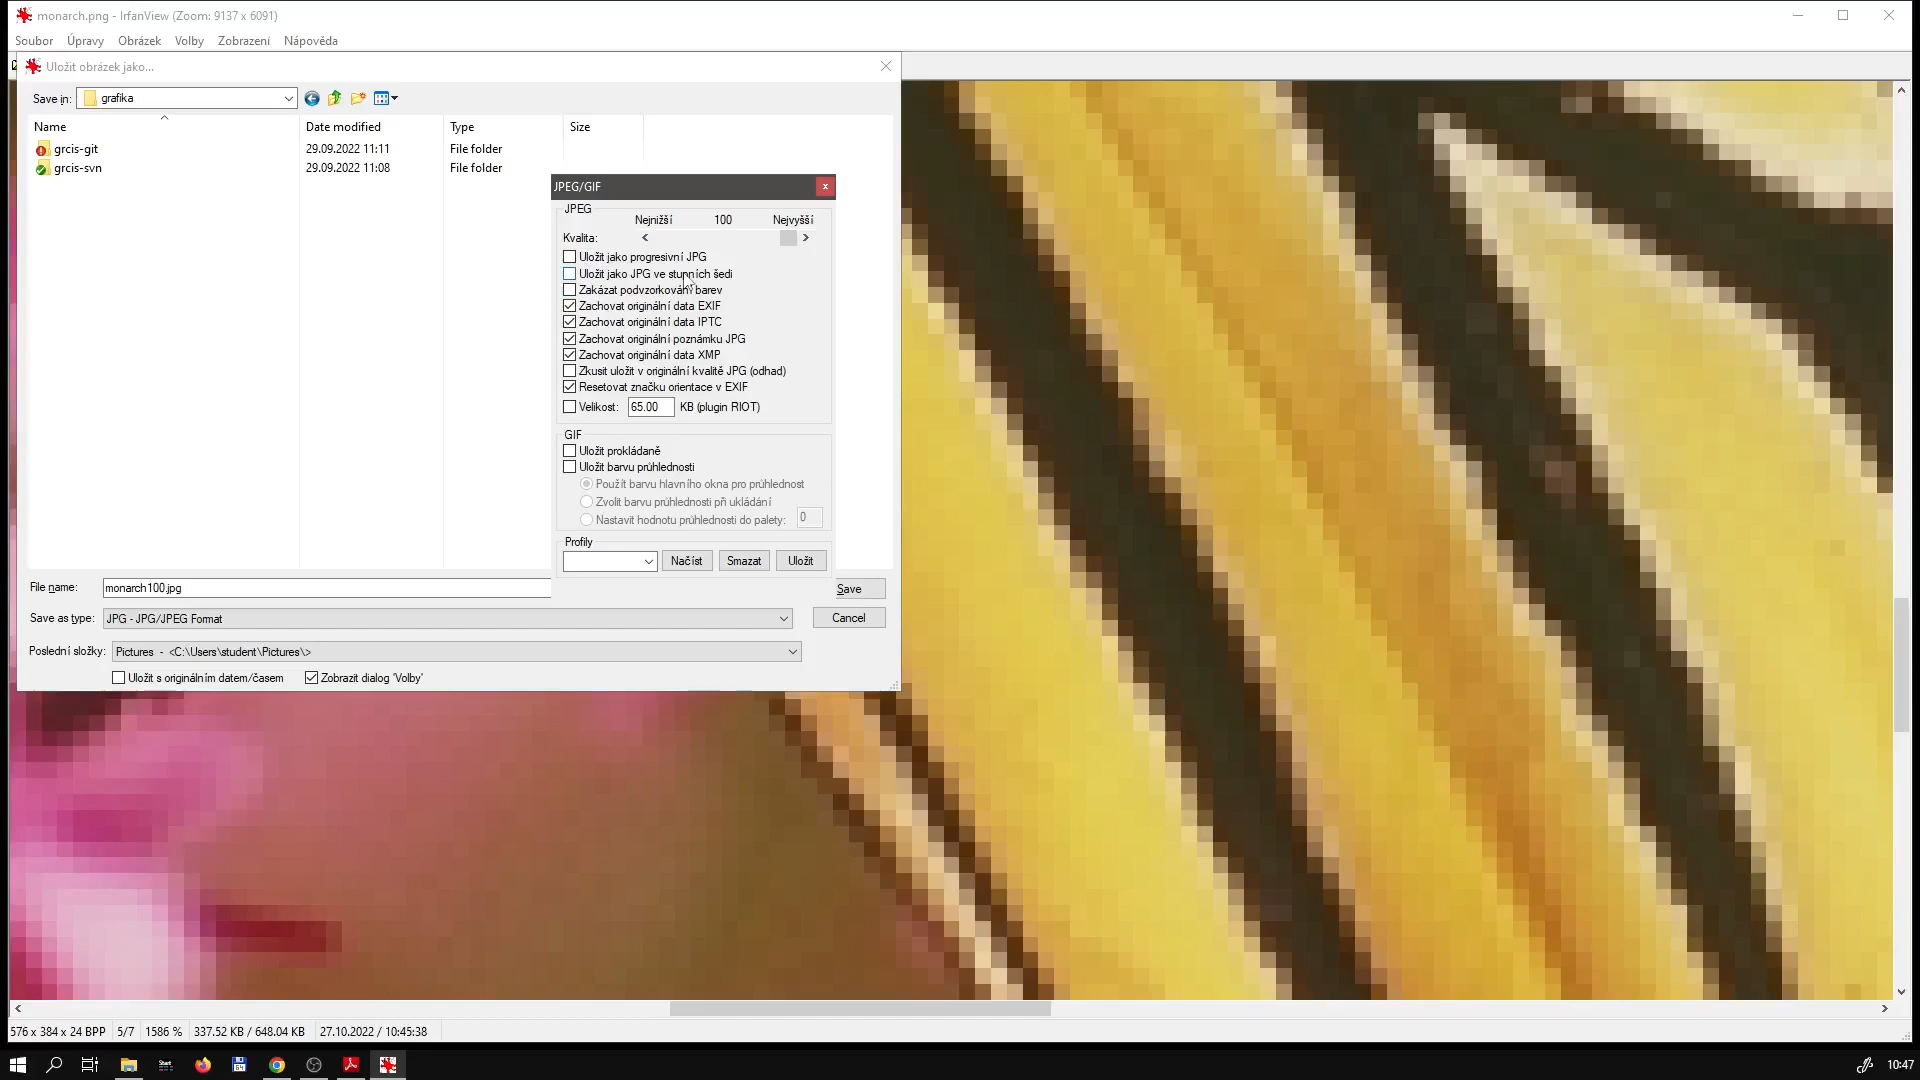 monarch.png - IrfanView (Zoom: 9137 x 6091)
Soubor Úpravy Obrázek Volby Zobrazení Nápověda
Uložit obrázek jako...
Save in: grafika
Name Date modified Type Size
grcis-git 29.09.2022 11:11 File folder
grcis-svn 29.09.2022 11:08 File folder
JPEG/GIF
JPEG
Nejnižší 100 Nejvyšší
Kvalita:
Uložit jako progresivní JPG
Uložit jako JPG ve stupních šedi
Zakázat podvzorkování barev
Zachovat originální data EXIF
Zachovat originální data IPTC
Zachovat originální poznámku JPG
Zachovat originální data XMP
Zkusit uložit v originální kvalitě JPG (odhad)
Resetovat značku orientace v EXIF
Velikost: 65.00 KB (plugin RIOT)
GIF
Uložit prokládaně
Uložit barvu průhlednosti
Použít barvu hlavního okna pro průhlednost
Zvolit barvu průhlednosti při ukládání
Nastavit hodnotu průhlednosti do palety: 0
Profily
Načíst Smazat Uložit
File name: monarch100.jpg Save
Save as type: JPG - JPG/JPEG Format Cancel
Poslední složky: Pictures - <C:\Users\student\Pictures\>
Uložit s originálním datem/časem Zobrazit dialog 'Volby'
576 x 384 x 24 BPP 5/7 1586 % 337.52 KB / 648.04 KB 27.10.2022 / 10:45:38
Start
64
10:47